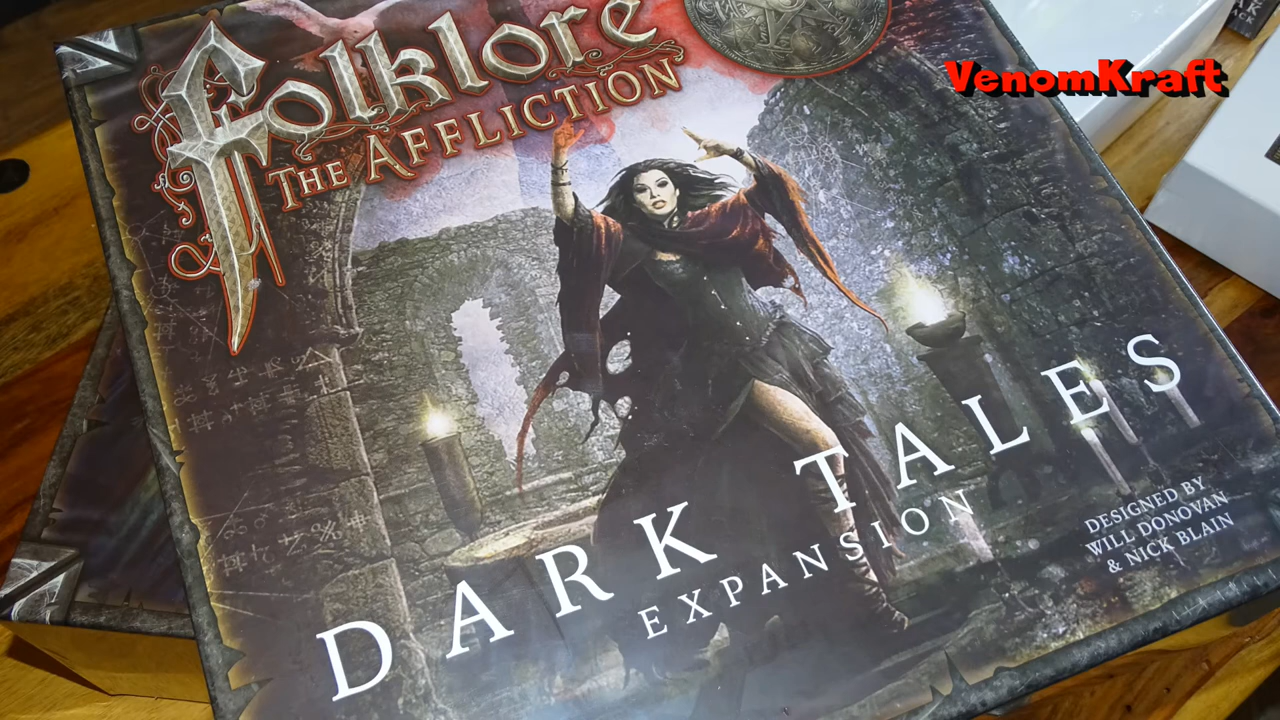 Folklore
THE AFFLICTION
VenomKraft
DARK TALES
EXPANSION
DESIGNED BY
WILL DONOVAN
& NICK BLAIN